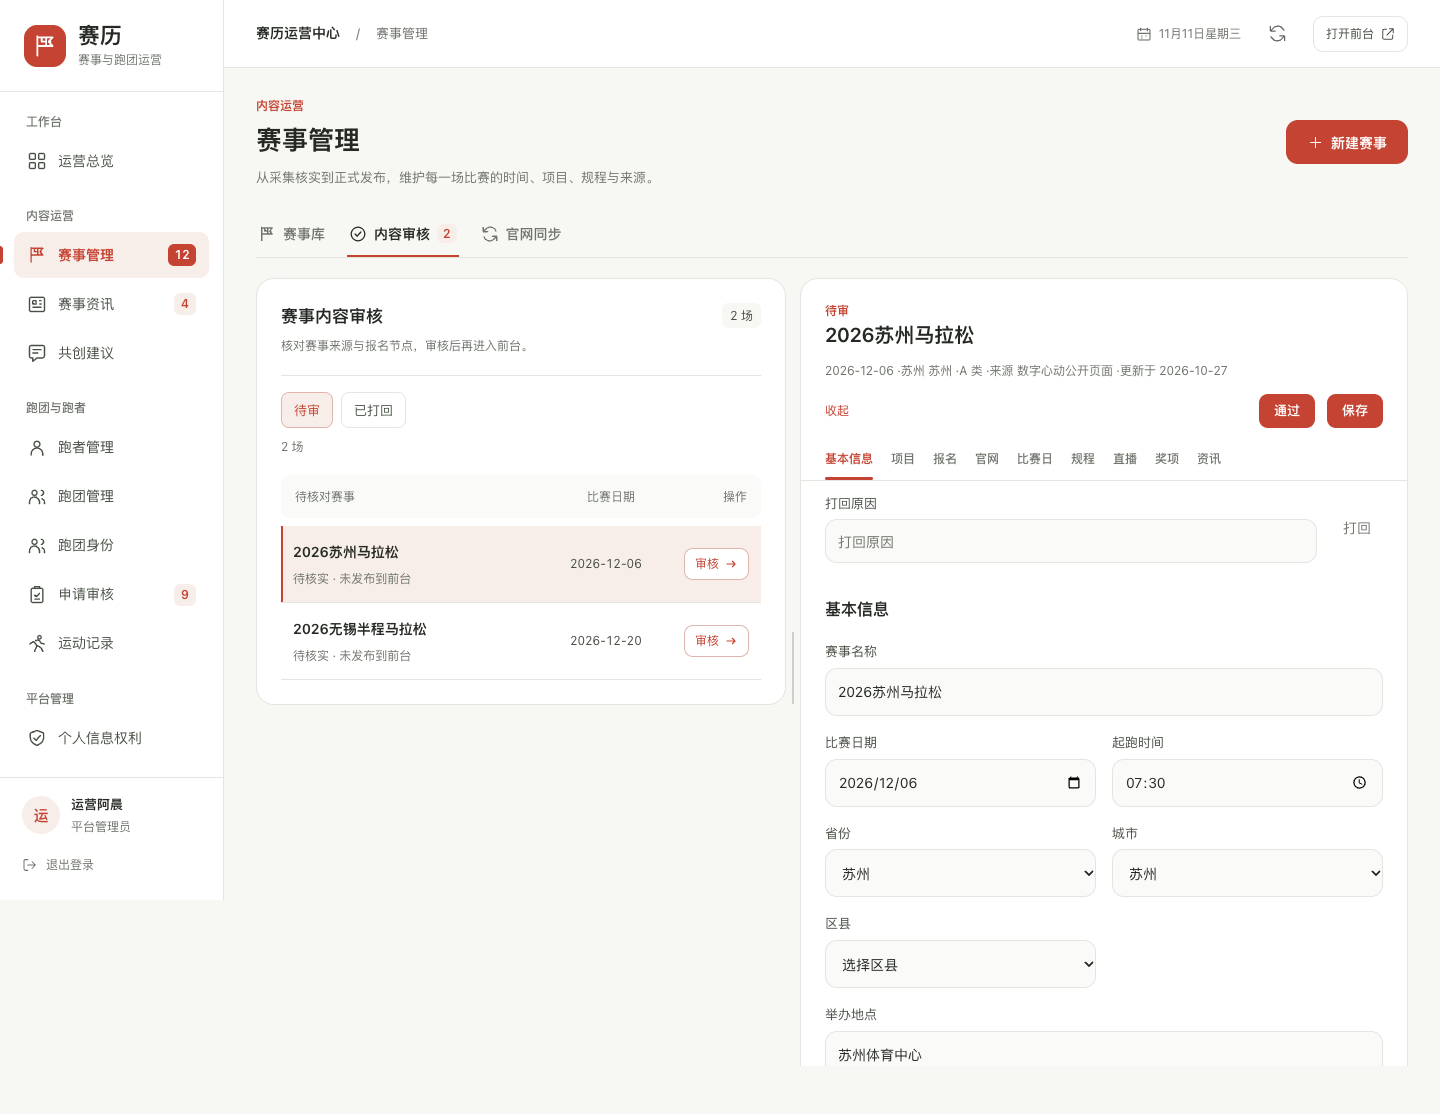 赛历
赛事与跑团运营
工作台
运营总览
内容运营
赛事管理 12
赛事资讯 4
共创建议
跑团与跑者
跑者管理
跑团管理
跑团身份
申请审核 9
运动记录
平台管理
个人信息权利
运 运营阿晨
平台管理员
退出登录
赛历运营中心 / 赛事管理
11月11日星期三
打开前台
内容运营
赛事管理
从采集核实到正式发布，维护每一场比赛的时间、项目、规程与来源。
新建赛事
赛事库 内容审核 2 官网同步
赛事内容审核 2 场
核对赛事来源与报名节点，审核后再进入前台。
待审 已打回
2 场
待核对赛事 比赛日期 操作
2026苏州马拉松
待核实 · 未发布到前台
2026-12-06 审核
2026无锡半程马拉松
待核实 · 未发布到前台
2026-12-20 审核
待审
2026苏州马拉松
2026-12-06 ·苏州 苏州 ·A 类 ·来源 数字心动公开页面 ·更新于 2026-10-27
收起 通过 保存
基本信息 项目 报名 官网 比赛日 规程 直播 奖项 资讯
打回原因
打回原因 打回
基本信息
赛事名称
2026苏州马拉松
比赛日期 起跑时间
2026/12/06 07:30
省份 城市
苏州 苏州
区县
选择区县
举办地点
苏州体育中心